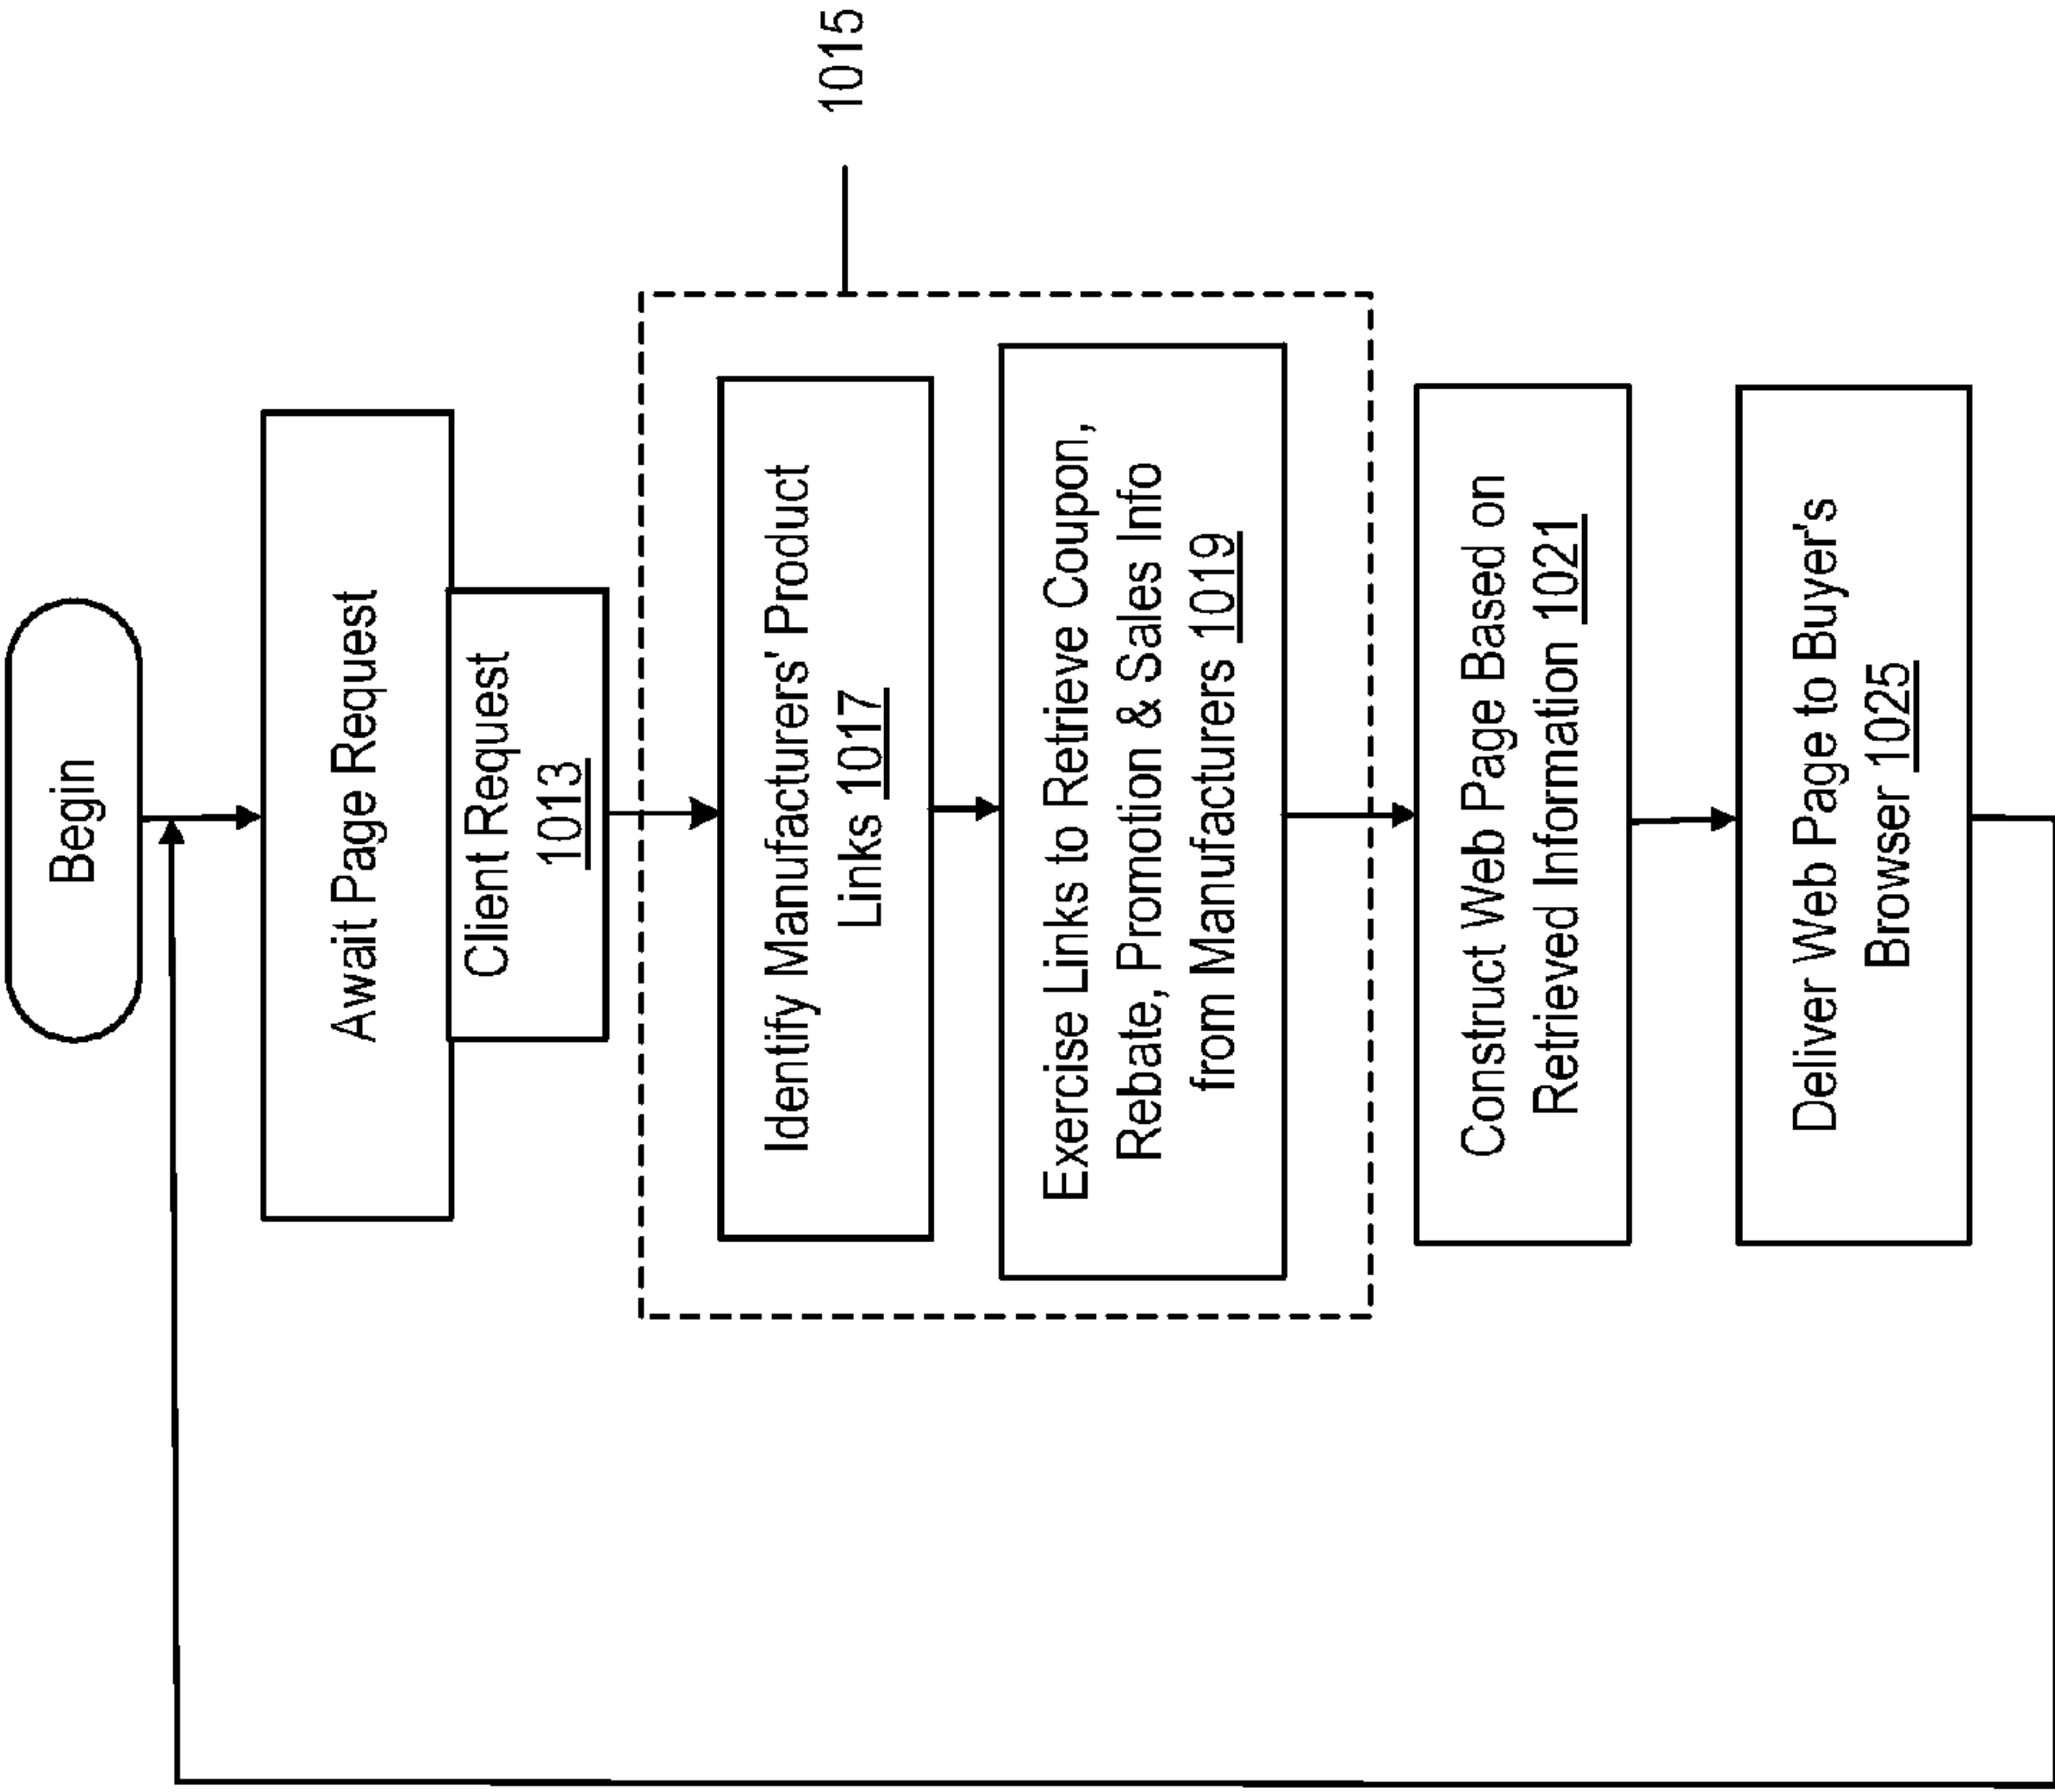 Begin
Await Page Request
Client Request
1013
1015
Identify Manufacturers' Product
Links 1017
Exercise Links to Retrieve Coupon,
Rebate, Promotion & Sales Info
from Manufacturers 1019
Construct Web Page Based on
Retrieved Information 1021
Deliver Web Page to Buyer's
Browser 1025